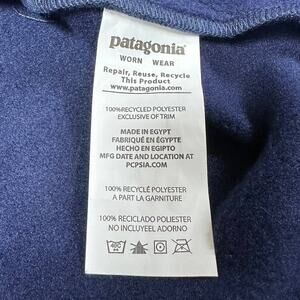 patagonia®
WORN WEAR
Repair, Reuse, Recycle
This Product
www.patagonia.com
100%RECYCLED POLYESTER
EXCLUSIVE OF TRIM
MADE IN EGYPT
FABRIQUÉ EN ÉGYPTE
HECHO EN EGIPTO
MFG DATE AND LOCATION AT
PCPSIA.COM
100% RECYCLÉ POLYESTER
A PART LA GARNITURE
100% RECICLADO POLIESTER
NO INCLUYEEL ADORNO